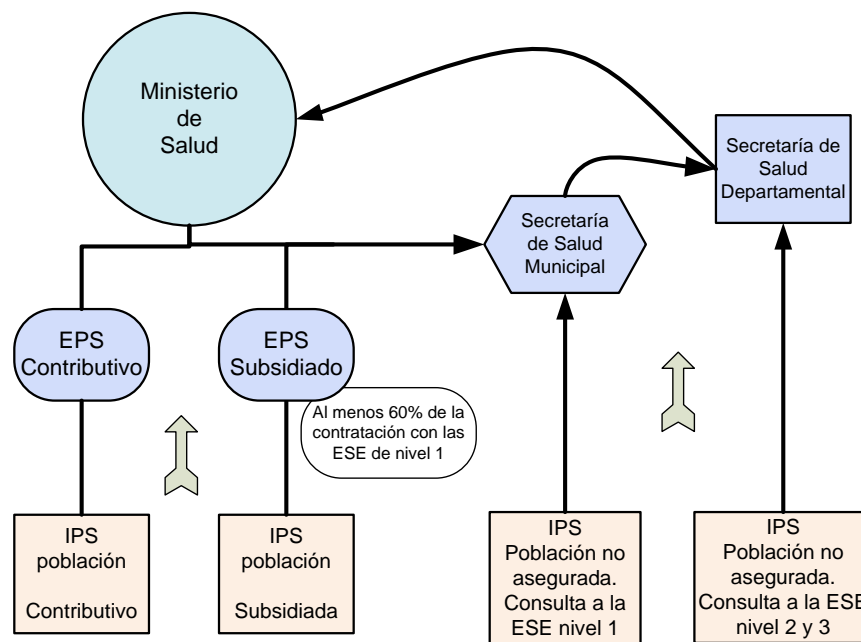 Ministerio
de
Salud
Secretaría de
Salud
Departamental
Secretaría
de Salud
Municipal
EPS
Contributivo
EPS
Subsidiado
Al menos 60% de la
contratación con las
ESE de nivel 1
IPS
población
Contributivo
IPS
población
Subsidiada
IPS
Población no
asegurada.
Consulta a la
ESE nivel 1
IPS
Población no
asegurada.
Consulta a la ESE
nivel 2 y 3